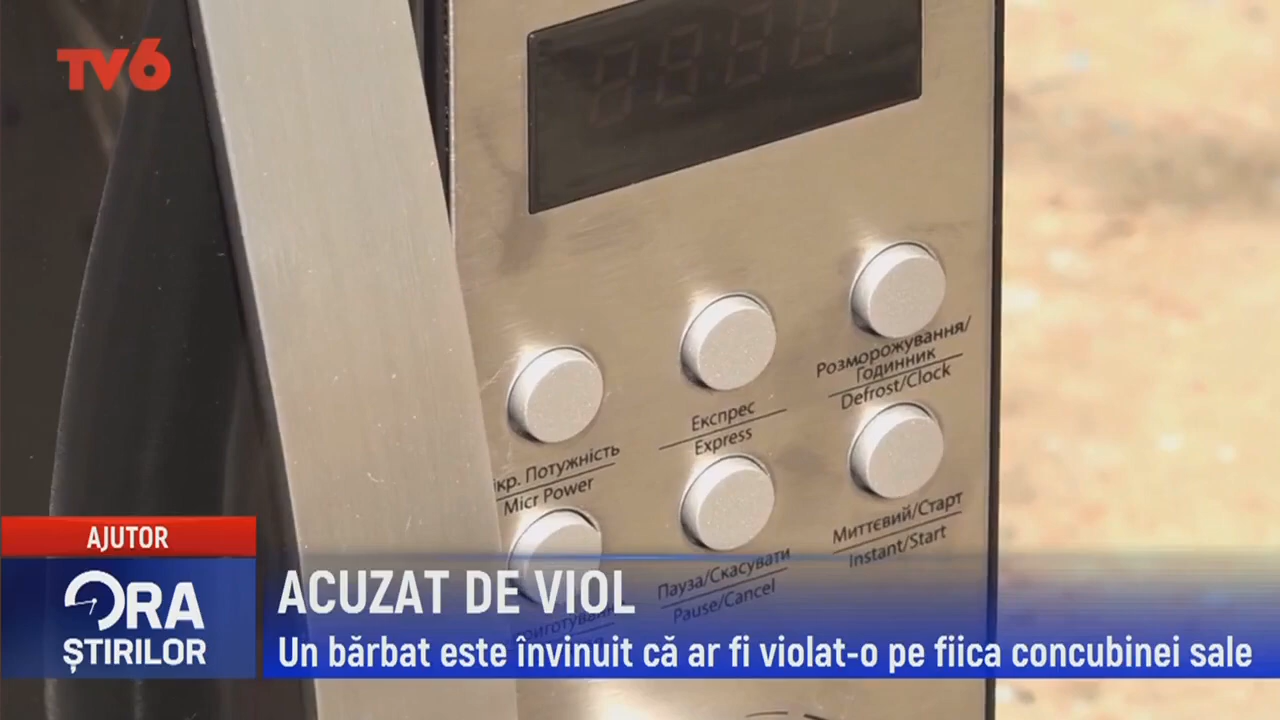 TV6
Розморожування/
Годинник
Defrost/Clock
Експрес
Express
Потужність
Micr Power
Миттєвий/Старт
Instant/Start
Пауза/Скасувати
Pause/Cancel
AJUTOR
ORA
ȘTIRILOR
ACUZAT DE VIOL
Un bărbat este învinuit că ar fi violat-o pe fiica concubinei sale